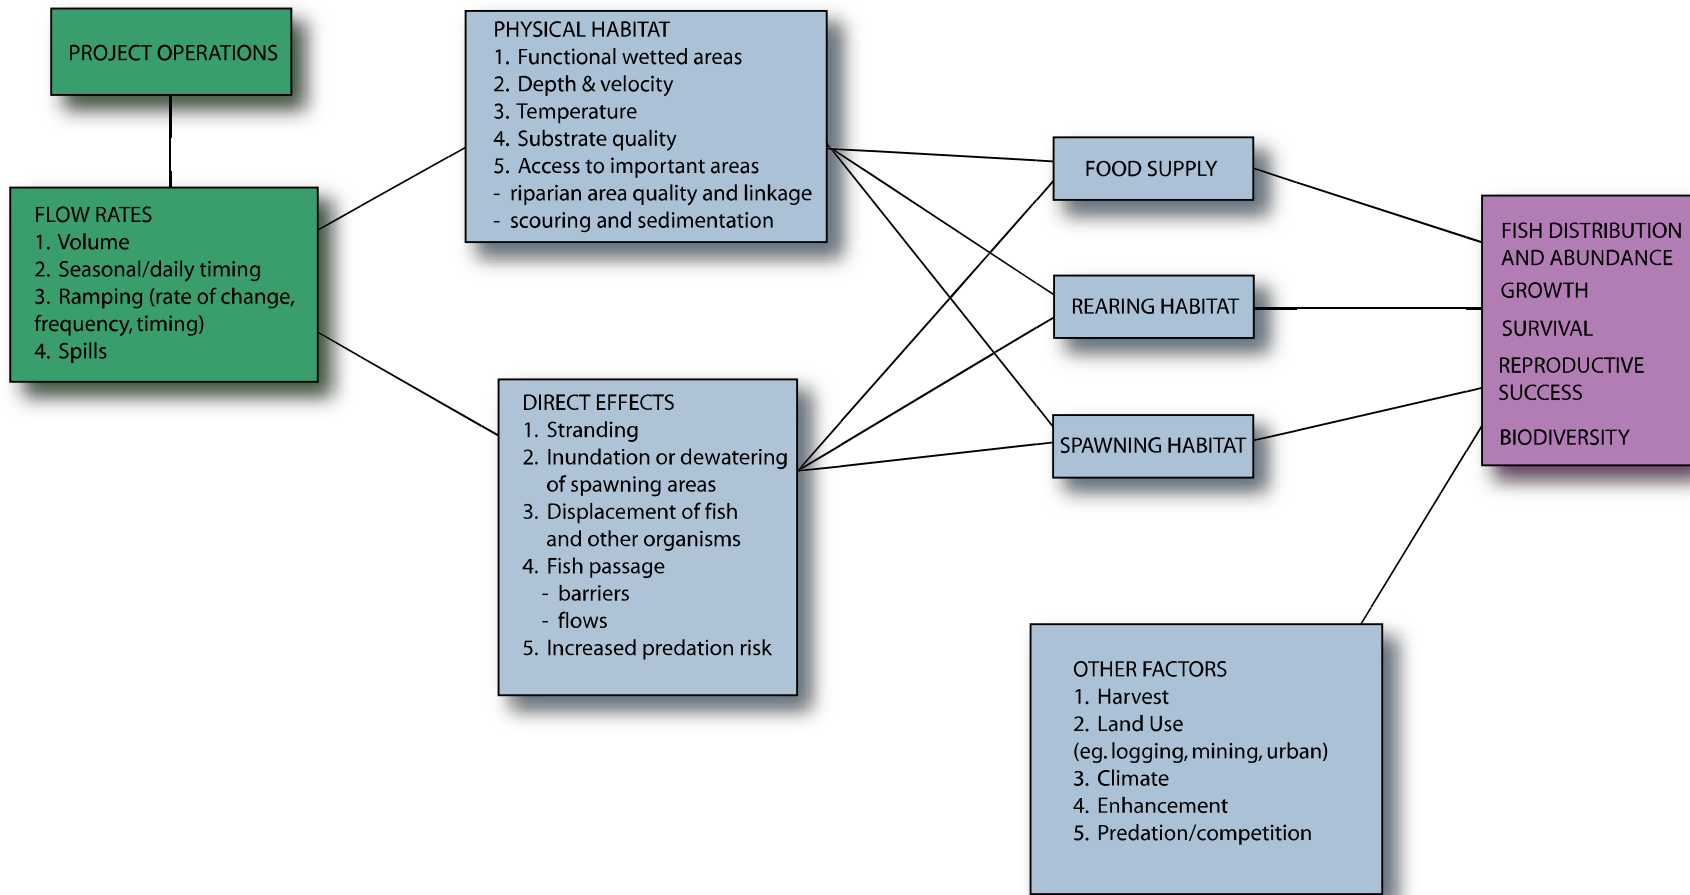 PROJECT OPERATIONS
FLOW RATES
1. Volume
2. Seasonal/daily timing
3. Ramping (rate of change,
frequency, timing)
4. Spills
PHYSICAL HABITAT
1. Functional wetted areas
2. Depth & velocity
3. Temperature
4. Substrate quality
5. Access to important areas
- riparian area quality and linkage
- scouring and sedimentation
DIRECT EFFECTS
1. Stranding
2. Inundation or dewatering
of spawning areas
3. Displacement of fish
and other organisms
4. Fish passage
- barriers
- flows
5. Increased predation risk
FOOD SUPPLY
REARING HABITAT
SPAWNING HABITAT
FISH DISTRIBUTION
AND ABUNDANCE
GROWTH
SURVIVAL
REPRODUCTIVE
SUCCESS
BIODIVERSITY
OTHER FACTORS
1. Harvest
2. Land Use
(eg. logging, mining, urban)
3. Climate
4. Enhancement
5. Predation/competition